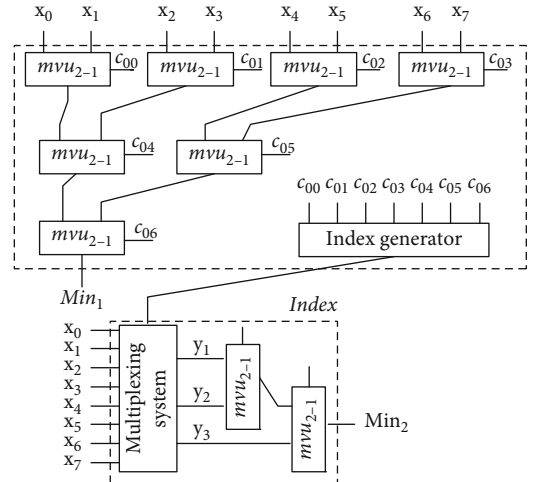 x₀ x₁ x₂ x₃ x₄ x₅ x₆ x₇
mvu₂₋₁ c₀₀ mvu₂₋₁ c₀₁ mvu₂₋₁ c₀₂ mvu₂₋₁ c₀₃
mvu₂₋₁ c₀₄ mvu₂₋₁ c₀₅
c₀₀ c₀₁ c₀₂ c₀₃ c₀₄ c₀₅ c₀₆
mvu₂₋₁ c₀₆ Index generator
Min₁
Index
x₀
x₁
x₂
x₃
x₄
x₅
x₆
x₇
Multiplexing
system
y₁
y₂
y₃
mvu₂₋₁
mvu₂₋₁
Min₂